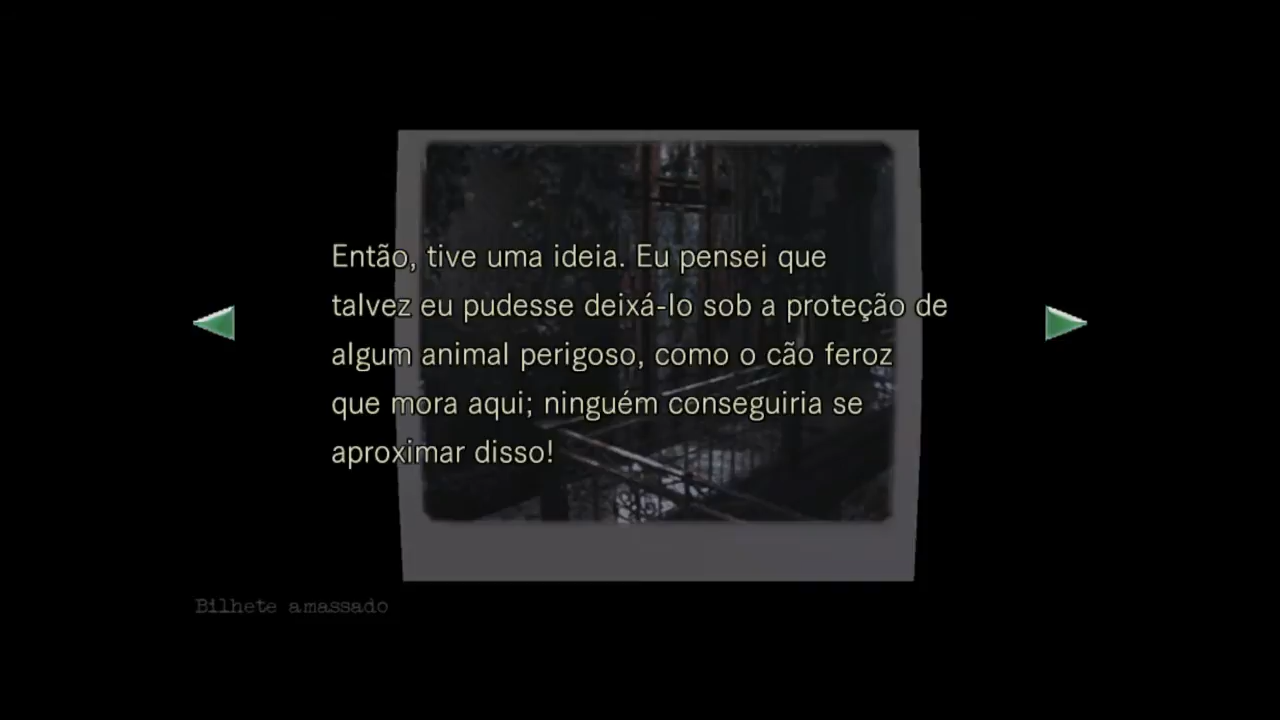 Então, tive uma ideia. Eu pensei que
talvez eu pudesse deixá-lo sob a proteção de
algum animal perigoso, como o cão feroz
que mora aqui; ninguém conseguiria se
aproximar disso!
Bilhete amassado